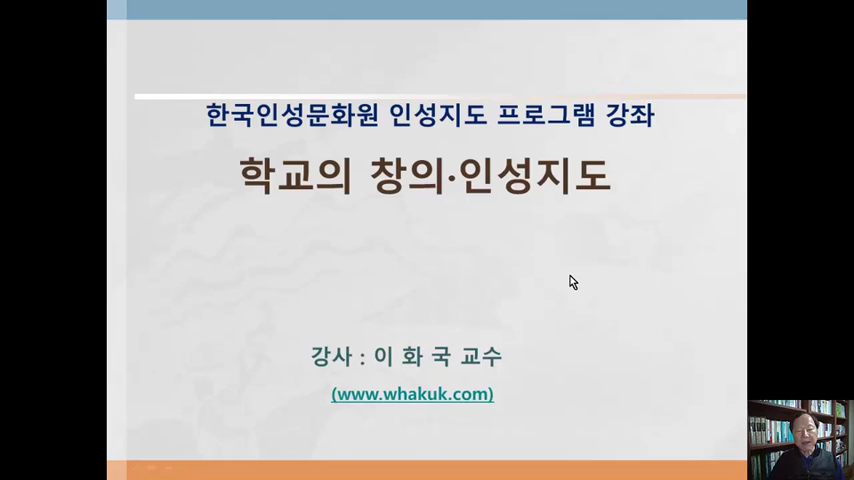 한국인성문화원 인성지도 프로그램 강좌
학교의 창의·인성지도
강사 : 이 화 국 교수
(www.whakuk.com)